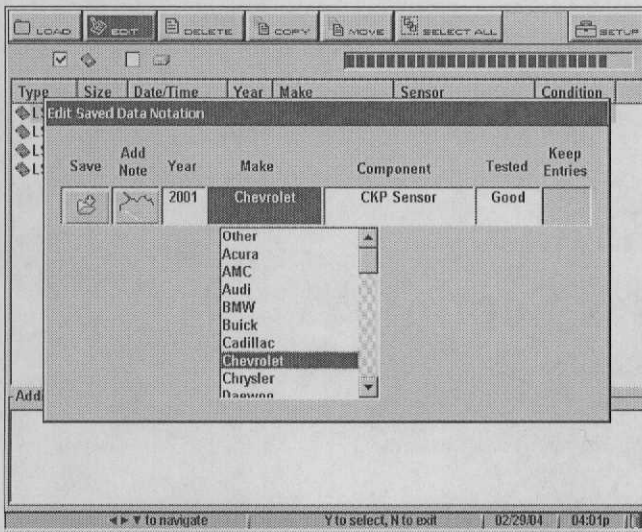 LOAD EDIT DELETE COPY MOVE SELECT ALL SETUP
Type Size Date/Time Year Make Sensor Condition
Edit Saved Data Notation
Save Add Note Year Make Component Tested Keep Entries
2001 Chevrolet CKP Sensor Good
Other
Acura
AMC
Audi
BMW
Buick
Cadillac
Chevrolet
Chrysler
Daewoo
◄ ► ▼ to navigate Y to select, N to exit 02/29/04 04:01p